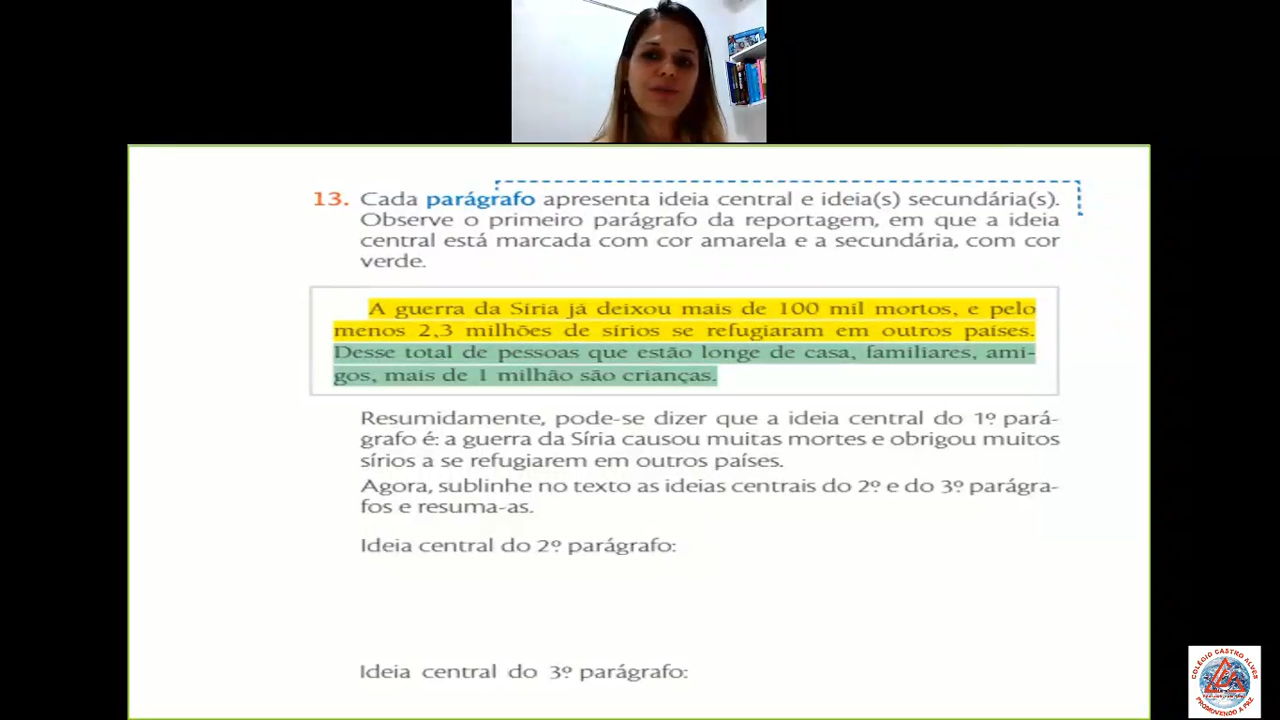 13. Cada parágrafo apresenta ideia central e ideia(s) secundária(s).
Observe o primeiro parágrafo da reportagem, em que a ideia
central está marcada com cor amarela e a secundária, com cor
verde.
A guerra da Síria já deixou mais de 100 mil mortos, e pelo
menos 2,3 milhões de sírios se refugiaram em outros países.
Desse total de pessoas que estão longe de casa, familiares, ami-
gos, mais de 1 milhão são crianças.
Resumidamente, pode-se dizer que a ideia central do 1º pará-
grafo é: a guerra da Síria causou muitas mortes e obrigou muitos
sírios a se refugiarem em outros países.
Agora, sublinhe no texto as ideias centrais do 2º e do 3º parágra-
fos e resuma-as.
Ideia central do 2º parágrafo:
Ideia central do 3º parágrafo:
COLÉGIO CASTRO ALVES
PROMOVENDO A PAZ